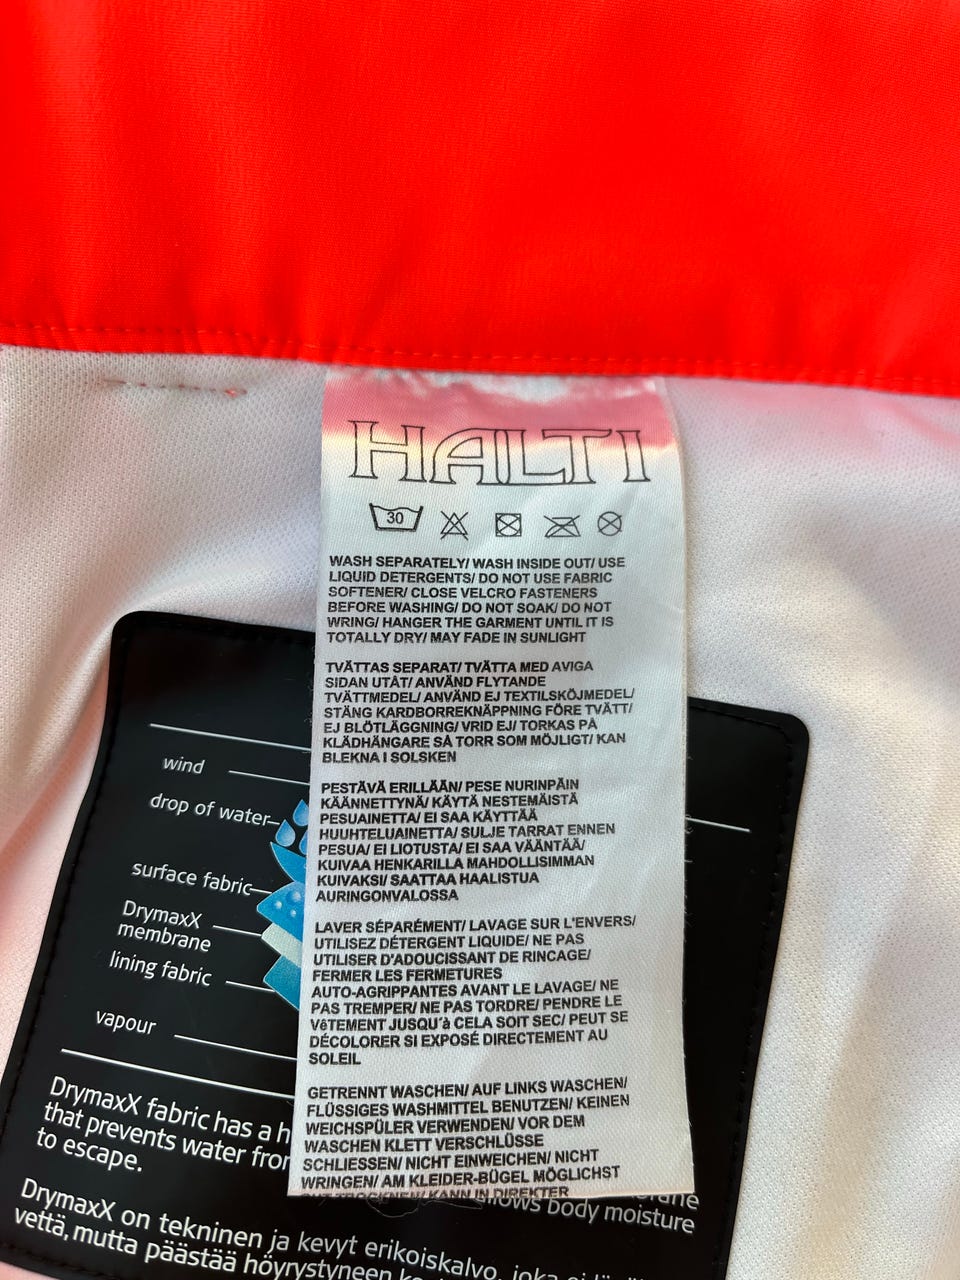 HALTI
30
WASH SEPARATELY/ WASH INSIDE OUT/ USE
LIQUID DETERGENTS/ DO NOT USE FABRIC
SOFTENER/ CLOSE VELCRO FASTENERS
BEFORE WASHING/ DO NOT SOAK/ DO NOT
WRING/ HANGER THE GARMENT UNTIL IT IS
TOTALLY DRY/ MAY FADE IN SUNLIGHT
TVÄTTAS SEPARAT/ TVÄTTA MED AVIGA
SIDAN UTÅT/ ANVÄND FLYTANDE
TVÄTTMEDEL/ ANVÄND EJ TEXTILSKÖJMEDEL/
STÄNG KARDBORREKNÄPPNING FÖRE TVÄTT/
EJ BLÖTLÄGGNING/ VRID EJ/ TORKAS PÅ
KLÄDHÄNGARE SÅ TORR SOM MÖJLIGT/ KAN
BLEKNA I SOLSKEN
PESTÄVÄ ERILLÄÄN/ PESE NURINPÄIN
KÄÄNNETTYNÄ/ KÄYTÄ NESTEMÄISTÄ
PESUAINETTA/ EI SAA KÄYTTÄÄ
HUUHTELUAINETTA/ SULJE TARRAT ENNEN
PESUA/ EI LIOTUSTA/ EI SAA VÄÄNTÄÄ/
KUIVAA HENKARILLA MAHDOLLISIMMAN
KUIVAKSI/ SAATTAA HAALISTUA
AURINGONVALOSSA
LAVER SÉPARÉMENT/ LAVAGE SUR L'ENVERS/
UTILISEZ DÉTERGENT LIQUIDE/ NE PAS
UTILISER D'ADOUCISSANT DE RINCAGE/
FERMER LES FERMETURES
AUTO-AGRIPPANTES AVANT LE LAVAGE/ NE
PAS TREMPER/ NE PAS TORDRE/ PENDRE LE
VêTEMENT JUSQU'à CELA SOIT SEC/ PEUT SE
DÉCOLORER SI EXPOSÉ DIRECTEMENT AU
SOLEIL
GETRENNT WASCHEN/ AUF LINKS WASCHEN/
FLÜSSIGES WASHMITTEL BENUTZEN/ KEINEN
WEICHSPÜLER VERWENDEN/ VOR DEM
WASCHEN KLETT VERSCHLÜSSE
SCHLIESSEN/ NICHT EINWEICHEN/ NICHT
WRINGEN/ AM KLEIDER-BÜGEL MÖGLICHST
GUT TROCKNEN/ KANN IN DIREKTER
wind
drop of water
surface fabric
DrymaxX
membrane
lining fabric
vapour
DrymaxX fabric has a
that prevents water
to escape.
allows body moisture
DrymaxX on tekninen ja kevyt erikoiskalvo, joka
vettä, mutta päästää höyrystyneen